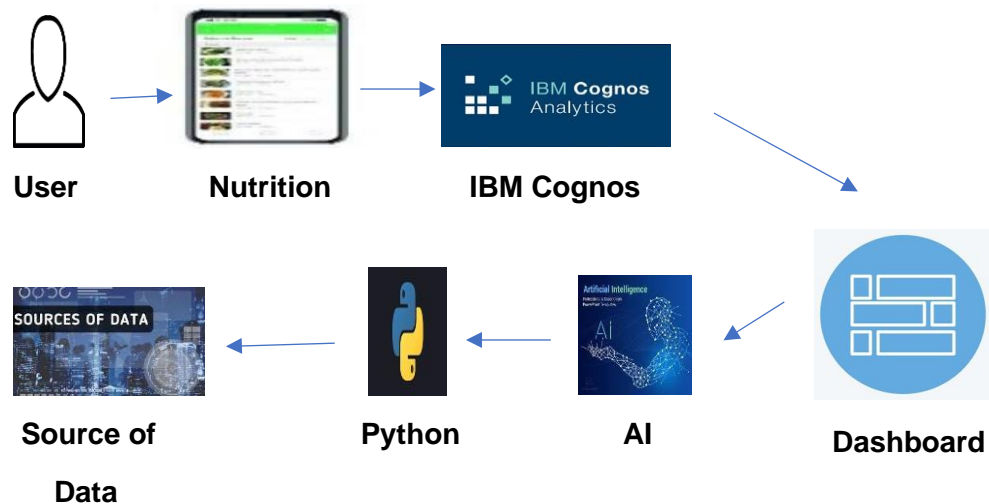 IBM Cognos
Analytics
User
Nutrition
IBM Cognos
SOURCES OF DATA
Artificial Intelligence
Ai
Dashboard
Source of
Data
Python
AI